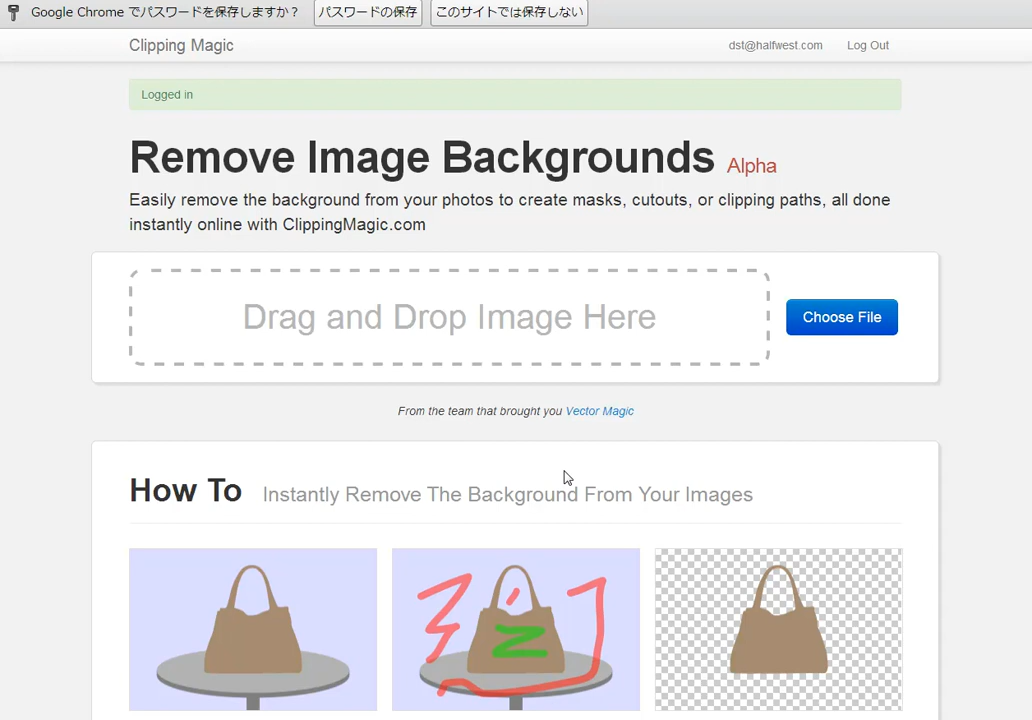 Google Chrome でパスワードを保存しますか？ パスワードの保存 このサイトでは保存しない
Clipping Magic dst@halfwest.com Log Out
Logged in
Remove Image Backgrounds Alpha
Easily remove the background from your photos to create masks, cutouts, or clipping paths, all done
instantly online with ClippingMagic.com
Drag and Drop Image Here Choose File
From the team that brought you Vector Magic
How To Instantly Remove The Background From Your Images